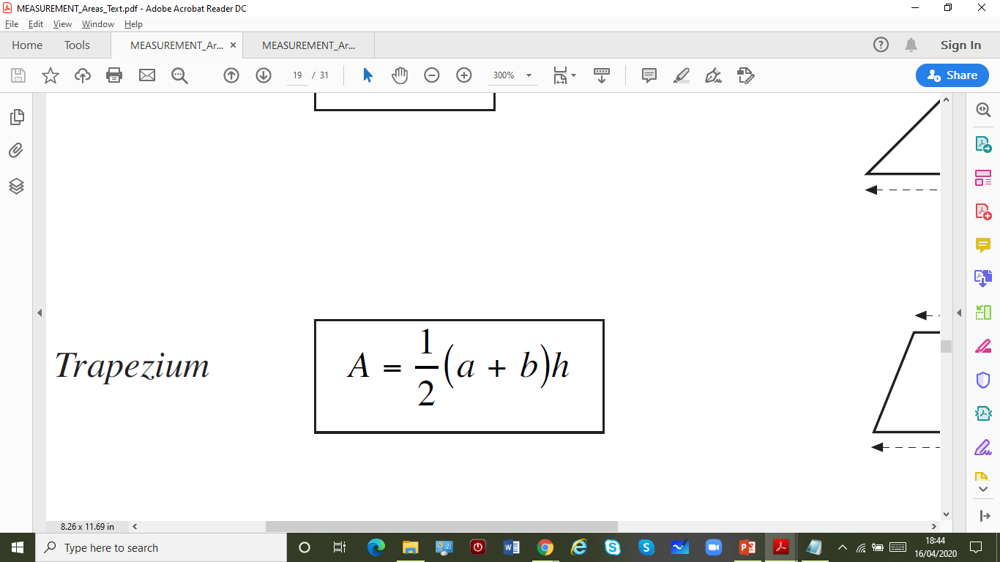 MEASUREMENT_Areas_Text.pdf - Adobe Acrobat Reader DC
File Edit View Window Help
Home Tools MEASUREMENT_Ar... × MEASUREMENT_Ar... Sign In
19 / 31 300% Share
Trapezium
A = 1/2 (a + b)h
8.26 x 11.69 in
Type here to search
18:44
16/04/2020